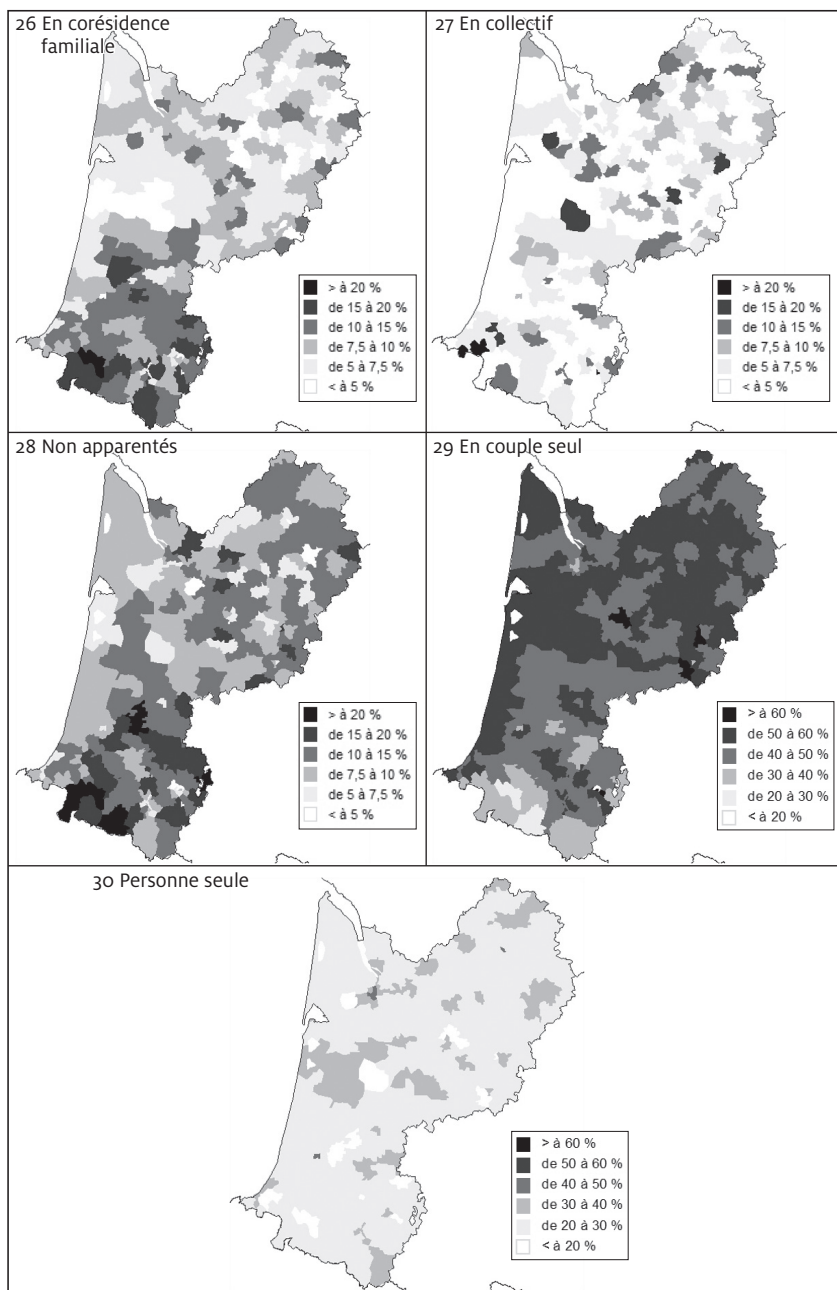 26 En corésidence
familiale
> à 20 %
de 15 à 20 %
de 10 à 15 %
de 7,5 à 10 %
de 5 à 7,5 %
< à 5 %
27 En collectif
> à 20 %
de 15 à 20 %
de 10 à 15 %
de 7,5 à 10 %
de 5 à 7,5 %
< à 5 %
28 Non apparentés
> à 20 %
de 15 à 20 %
de 10 à 15 %
de 7,5 à 10 %
de 5 à 7,5 %
< à 5 %
29 En couple seul
> à 60 %
de 50 à 60 %
de 40 à 50 %
de 30 à 40 %
de 20 à 30 %
< à 20 %
30 Personne seule
> à 60 %
de 50 à 60 %
de 40 à 50 %
de 30 à 40 %
de 20 à 30 %
< à 20 %